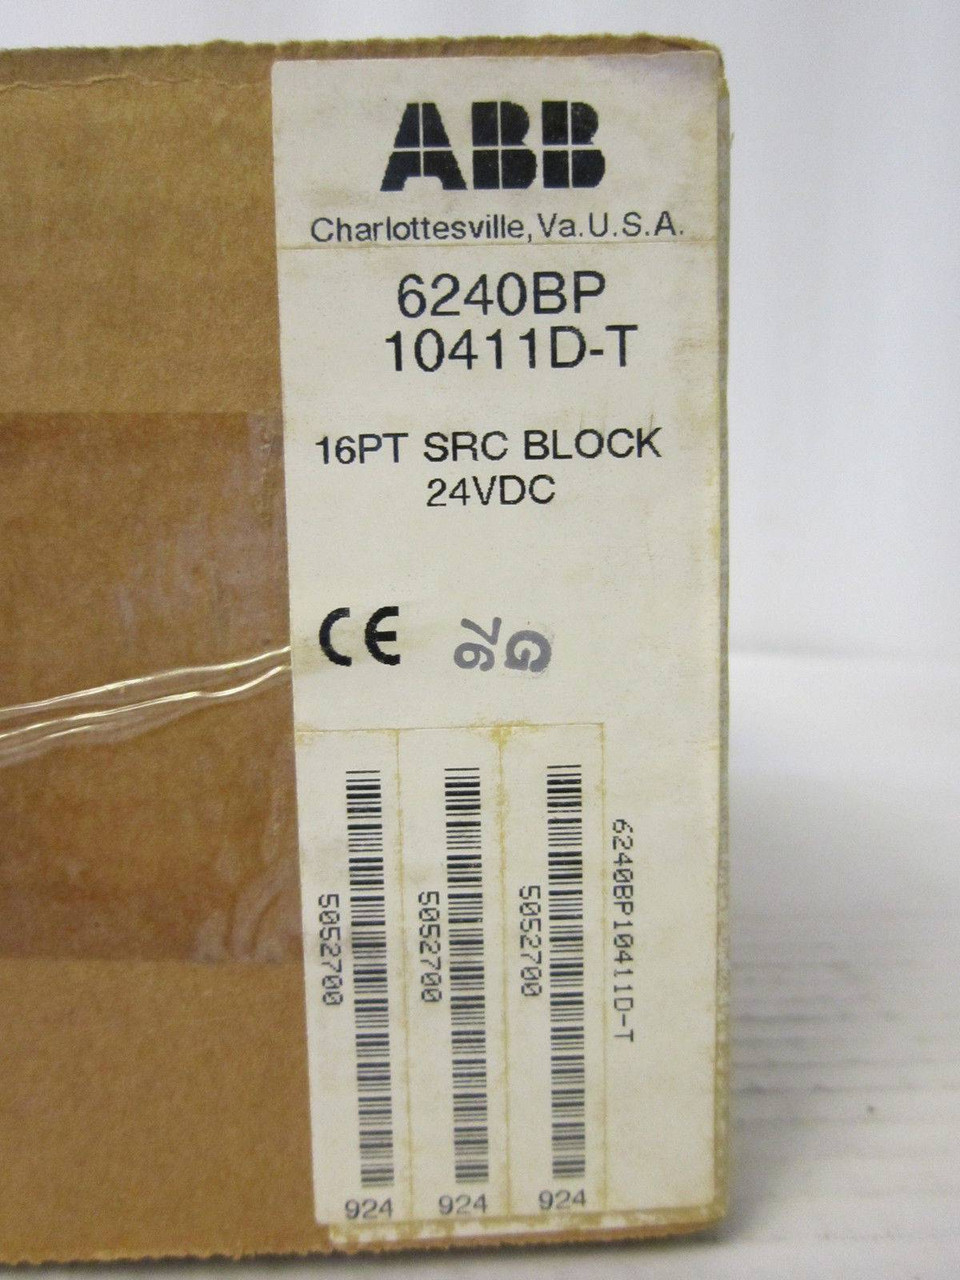 ABB
Charlottesville, Va. U.S.A.
6240BP
10411D-T
16PT SRC BLOCK
24VDC
CE
G
76
5052700
5052700
5052700
6240BP10411D-T
924
924
924